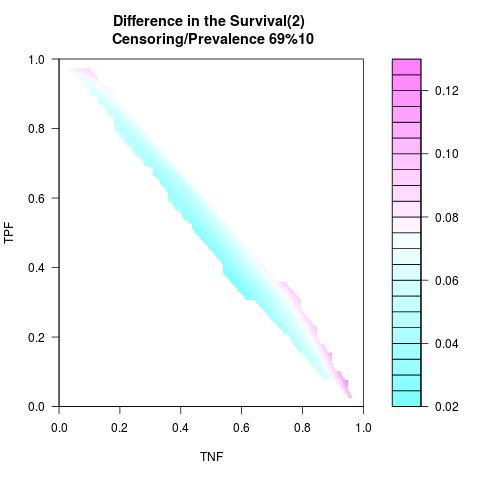 Difference in the Survival(2)
Censoring/Prevalence 69%10
1.0
0.8
0.6
0.4
0.2
0.0
TPF
0.0 0.2 0.4 0.6 0.8 1.0
TNF
0.12
0.10
0.08
0.06
0.04
0.02